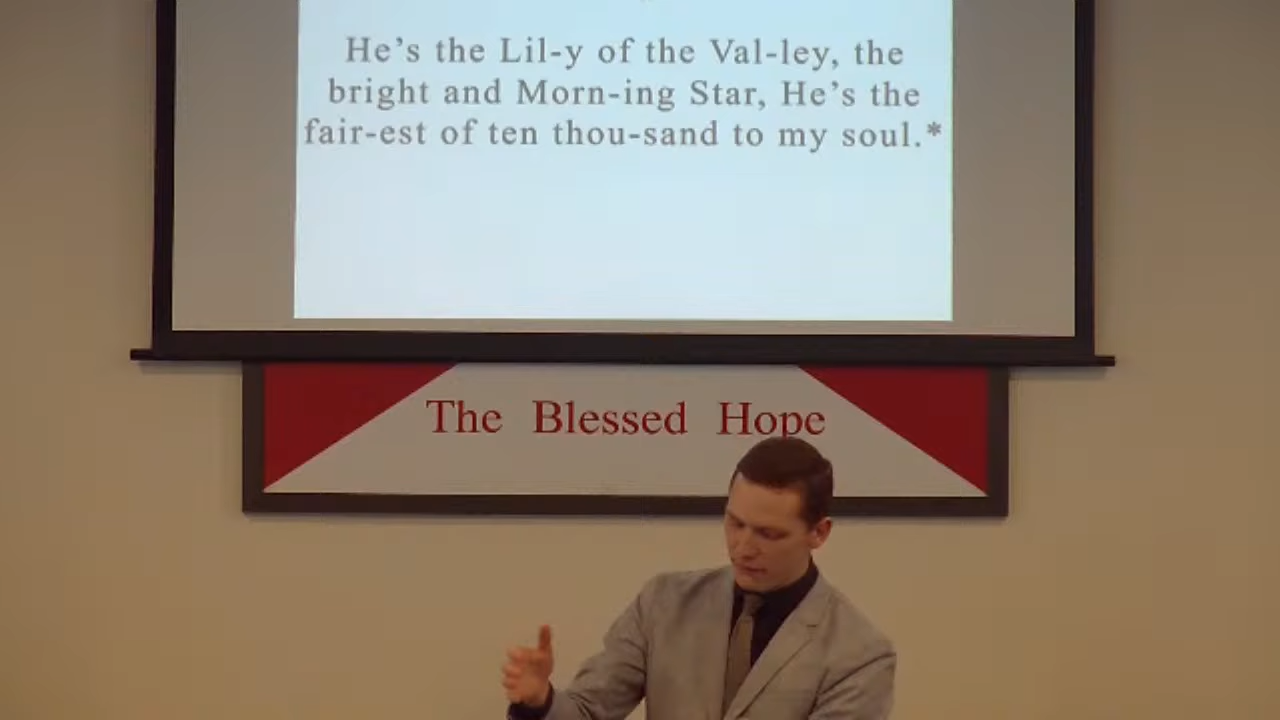 He’s the Lil-y of the Val-ley, the
bright and Morn-ing Star, He’s the
fair-est of ten thou-sand to my soul.*
The Blessed Hope